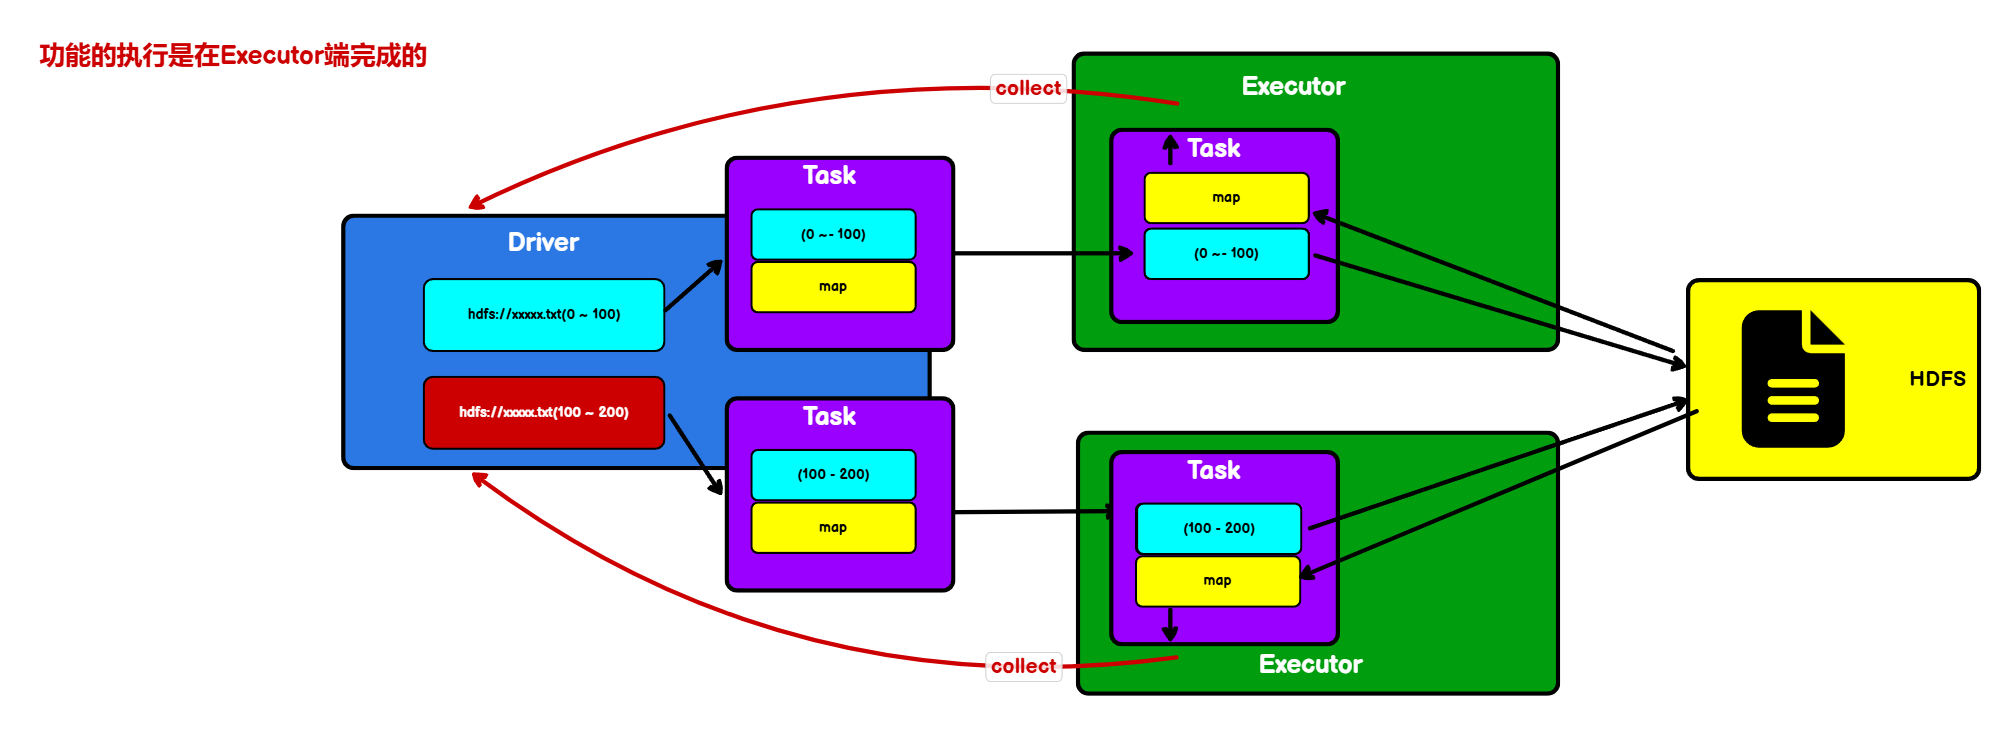 功能的执行是在Executor端完成的
collect
Executor
Task
map
(0 ~- 100)
Task
(0 ~- 100)
map
Driver
hdfs://xxxxx.txt(0 ~ 100)
hdfs://xxxxx.txt(100 ~ 200)
HDFS
Task
(100 - 200)
map
Task
(100 - 200)
map
Executor
collect